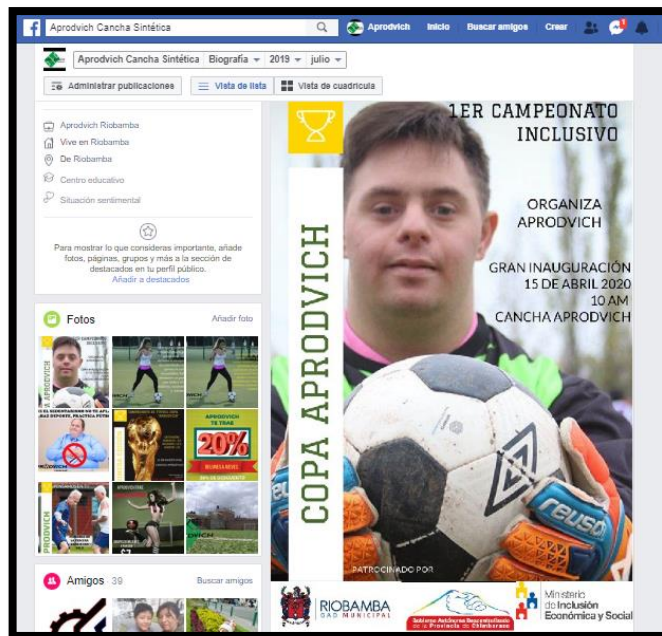 Aprodvich Cancha Sintética
Aprodvich Inicio Buscar amigos Crear
1
Aprodvich Cancha Sintética Biografía 2019 julio
Administrar publicaciones Vista de lista Vista de cuadrícula
Aprodvich Riobamba
Vive en Riobamba
De Riobamba
Centro educativo
Situación sentimental
Para mostrar lo que consideras importante, añade
fotos, páginas, grupos y más a la sección de
destacados en tu perfil público.
Añadir a destacados
Fotos Añadir foto
APRODVICH
TE TRAE
20%
Amigos · 39 Buscar amigos
1ER CAMPEONATO
INCLUSIVO
ORGANIZA
APRODVICH
GRAN INAUGURACIÓN
15 DE ABRIL 2020
10 AM
CANCHA APRODVICH
COPA APRODVICH
reusch
PATROCINADO POR
RIOBAMBA
GAD MUNICIPAL
Ministerio
de Inclusión
Económica y Social